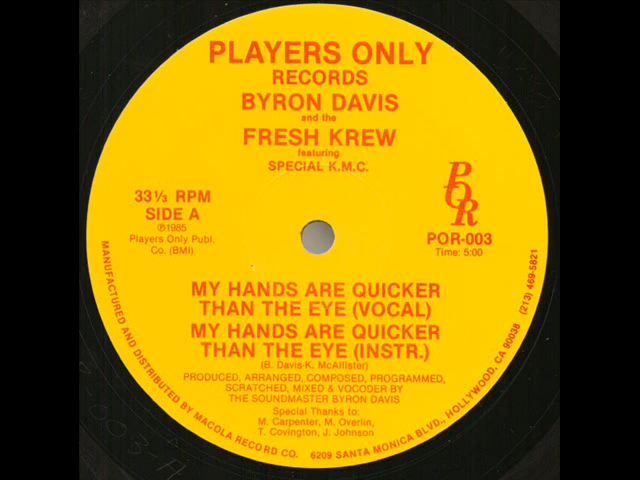 PLAYERS ONLY
RECORDS
BYRON DAVIS
and the
FRESH KREW
featuring
SPECIAL K.M.C.
33⅓ RPM
SIDE A
℗1985
Players Only Publ.
Co. (BMI)
POR
POR-003
Time: 5:00
MY HANDS ARE QUICKER
THAN THE EYE (VOCAL)
MY HANDS ARE QUICKER
THAN THE EYE (INSTR.)
(B. Davis-K. McAllister)
PRODUCED, ARRANGED, COMPOSED, PROGRAMMED,
SCRATCHED, MIXED & VOCODER BY
THE SOUNDMASTER BYRON DAVIS
Special Thanks to:
M. Carpenter, M. Overlin,
T. Covington, J. Johnson
MANUFACTURED AND DISTRIBUTED BY MACOLA RECORD CO. 6209 SANTA MONICA BLVD., HOLLYWOOD, CA 90038 (213) 469-5821